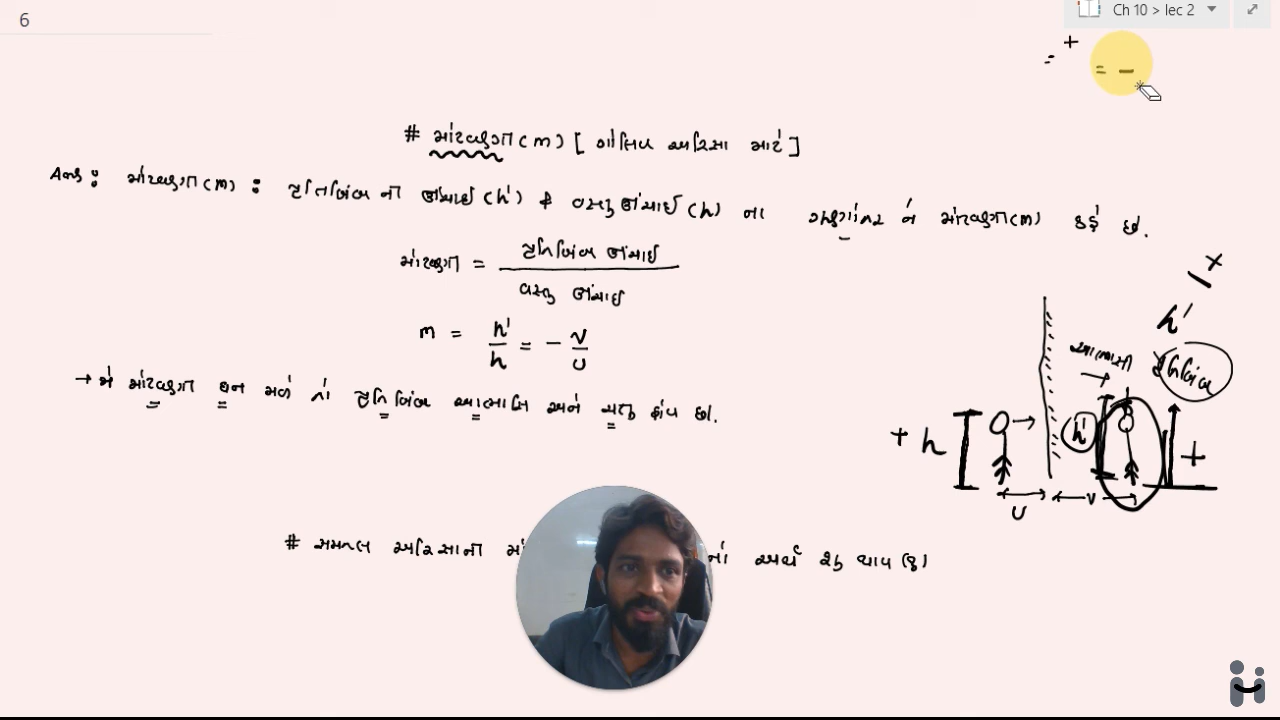 6
Ch 10 > lec 2
= +
= −
# મોટવણી (m) [ ગોલિય અરિસા માટે ]
Ans : મોટવણી (m) : પ્રતિબિંબ ની ઊંચાઈ (h') & વસ્તુ ઊંચાઈ (h) ના ગુણોત્તર ને મોટવણી (m) કહે છે.
મોટવણી = પ્રતિબિંબ ઊંચાઈ / વસ્તુ ઊંચાઈ
m = h'/h = − v/u
→ જો મોટવણી ધન મળે તો પ્રતિબિંબ આભાસિ અને ચત્તુ હોય છે.
+
h'
આભાસી
પ્રતિબિંબ
+ h
h'
+
u
v
# સમતલ અરિસાની નો અર્થ શુ થાય